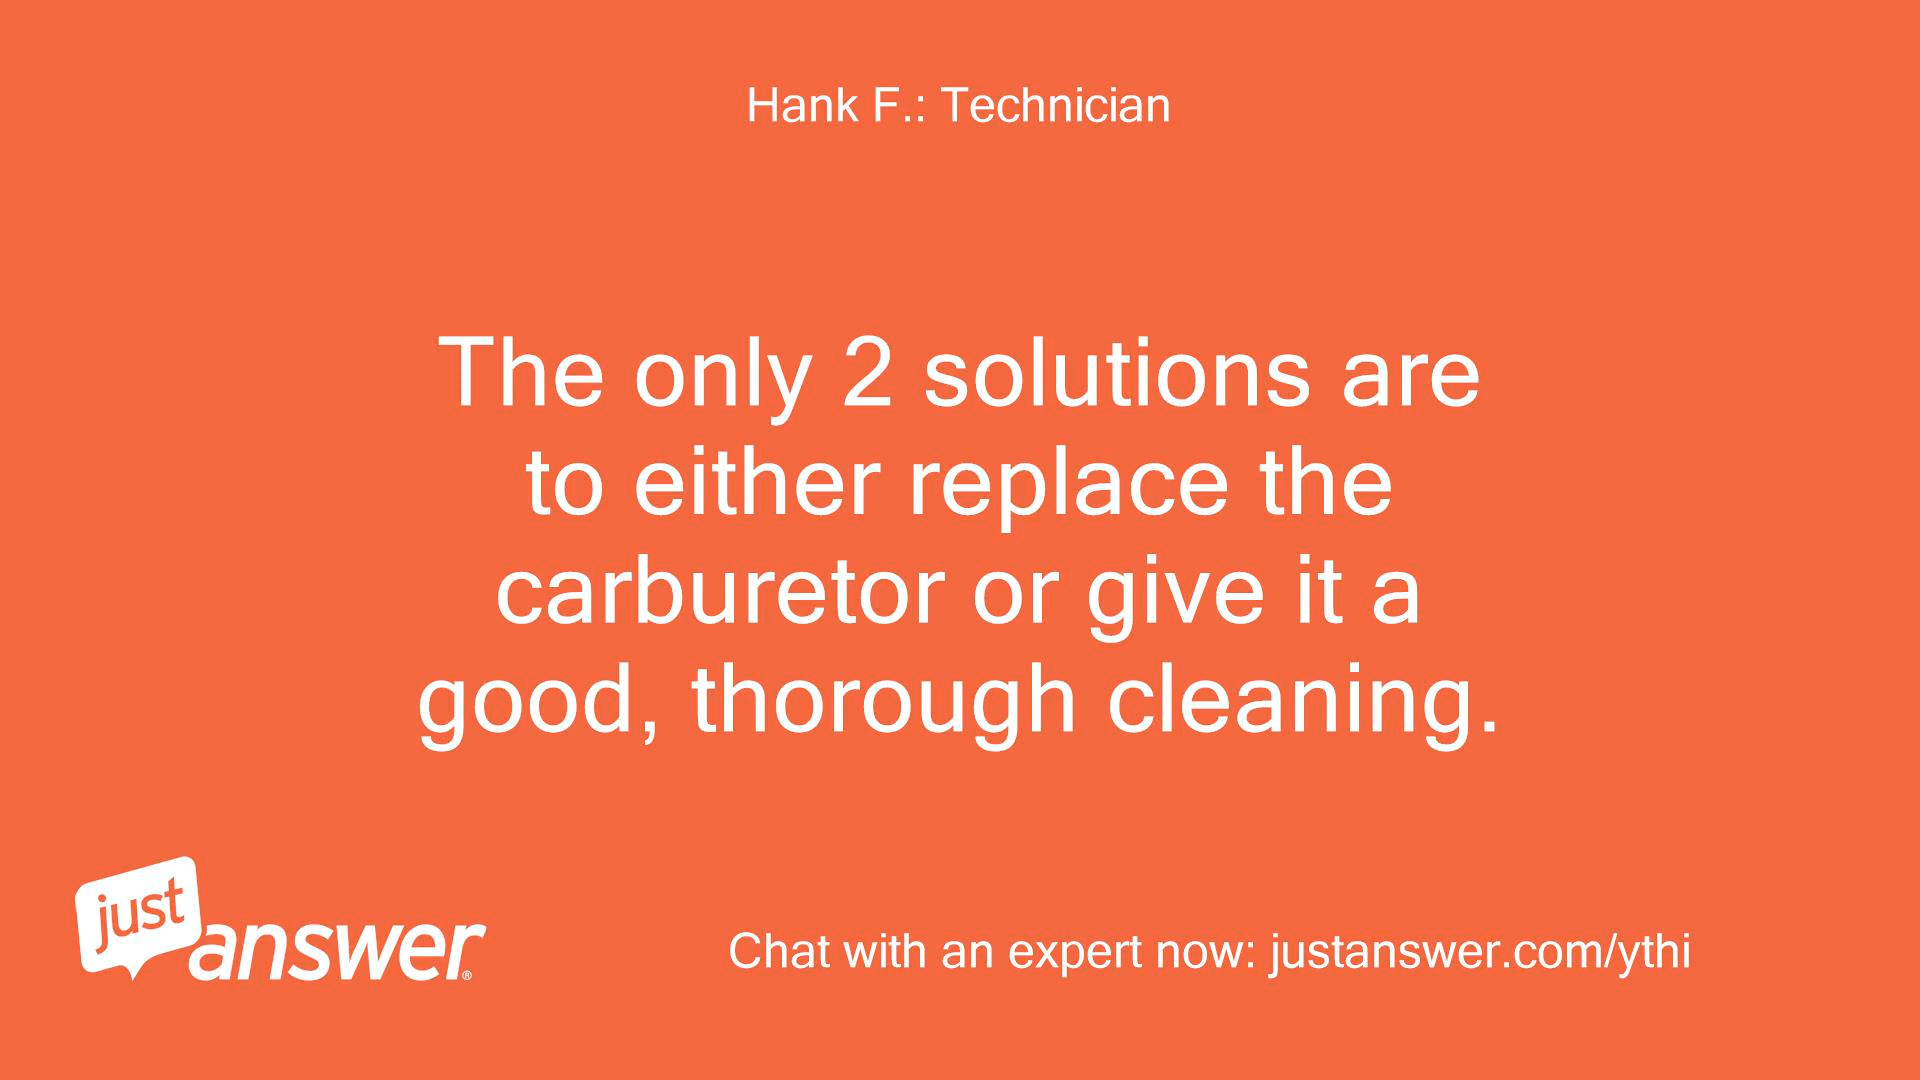 Hank F.: Technician
The only 2 solutions are
to either replace the
carburetor or give it a
good, thorough cleaning.
just
answer®
Chat with an expert now: justanswer.com/ythi